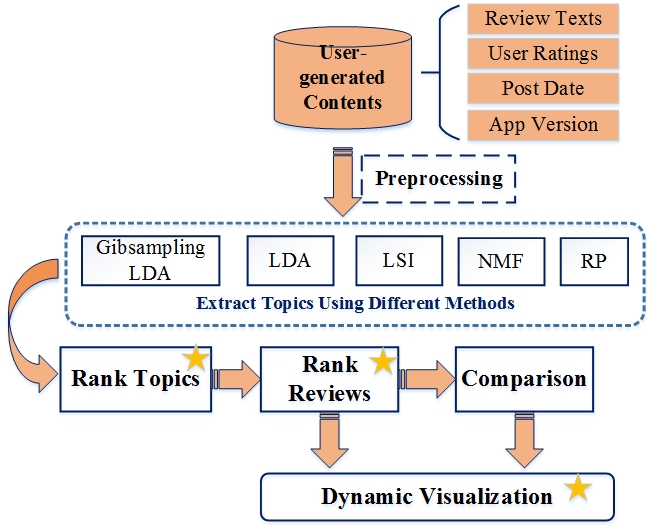 User-
generated
Contents
Review Texts
User Ratings
Post Date
App Version
Preprocessing
Gibsampling
LDA
LDA
LSI
NMF
RP
Extract Topics Using Different Methods
Rank Topics
Rank
Reviews
Comparison
Dynamic Visualization